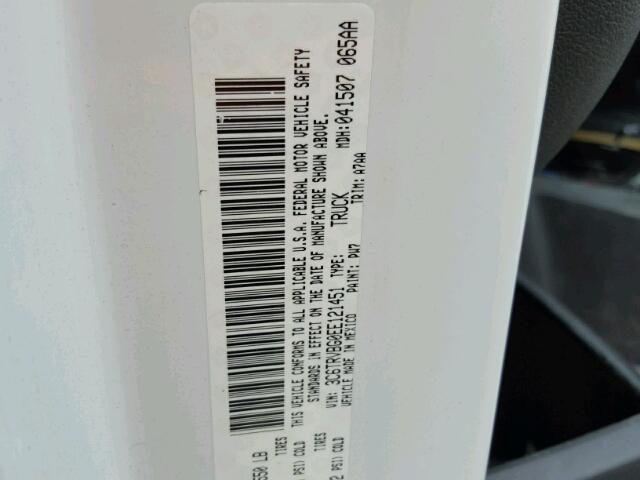 550 LB
TIRES
PSI) COLD
THIS VEHICLE CONFORMS TO ALL APPLICABLE U.S.A. FEDERAL MOTOR VEHICLE SAFETY
STANDARDS IN EFFECT ON THE DATE OF MANUFACTURE SHOWN ABOVE.
TIRES
PSI) COLD
VIN: 3C6TRVBG0EE121451 TYPE: TRUCK MDH: 041507 065AA
PAINT: PW7 TRIM: A7AA
VEHICLE MADE IN MEXICO